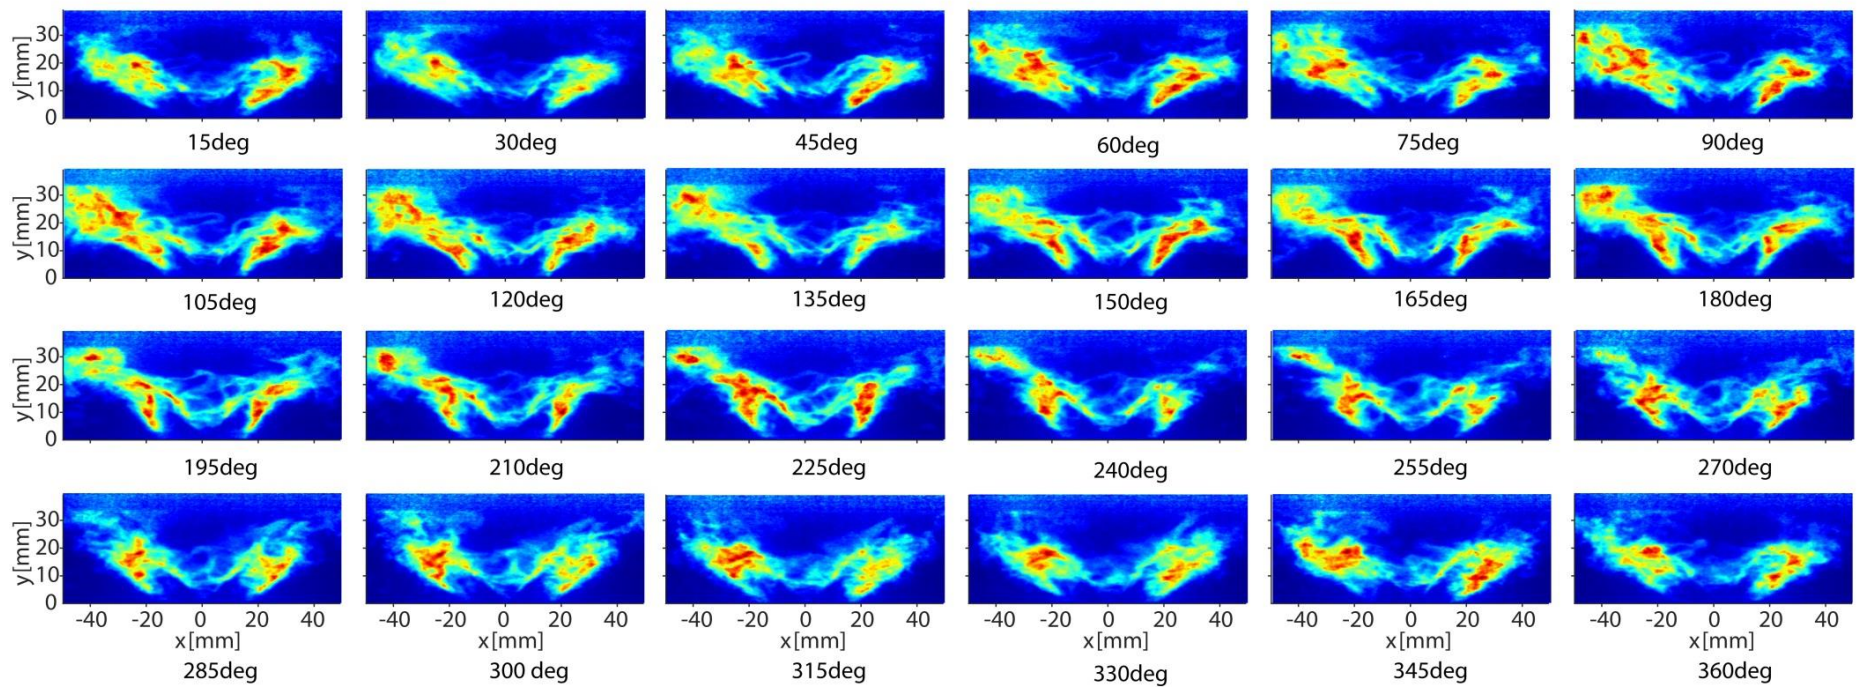 y[mm] 30 20 10 0
15deg 30deg 45deg 60deg 75deg 90deg
y[mm] 30 20 10 0
105deg 120deg 135deg 150deg 165deg 180deg
y[mm] 30 20 10 0
195deg 210deg 225deg 240deg 255deg 270deg
y[mm] 30 20 10 0
-40 -20 0 20 40 -40 -20 0 20 40 -40 -20 0 20 40 -40 -20 0 20 40 -40 -20 0 20 40 -40 -20 0 20 40
x[mm] x[mm] x[mm] x[mm] x[mm] x[mm]
285deg 300 deg 315deg 330deg 345deg 360deg